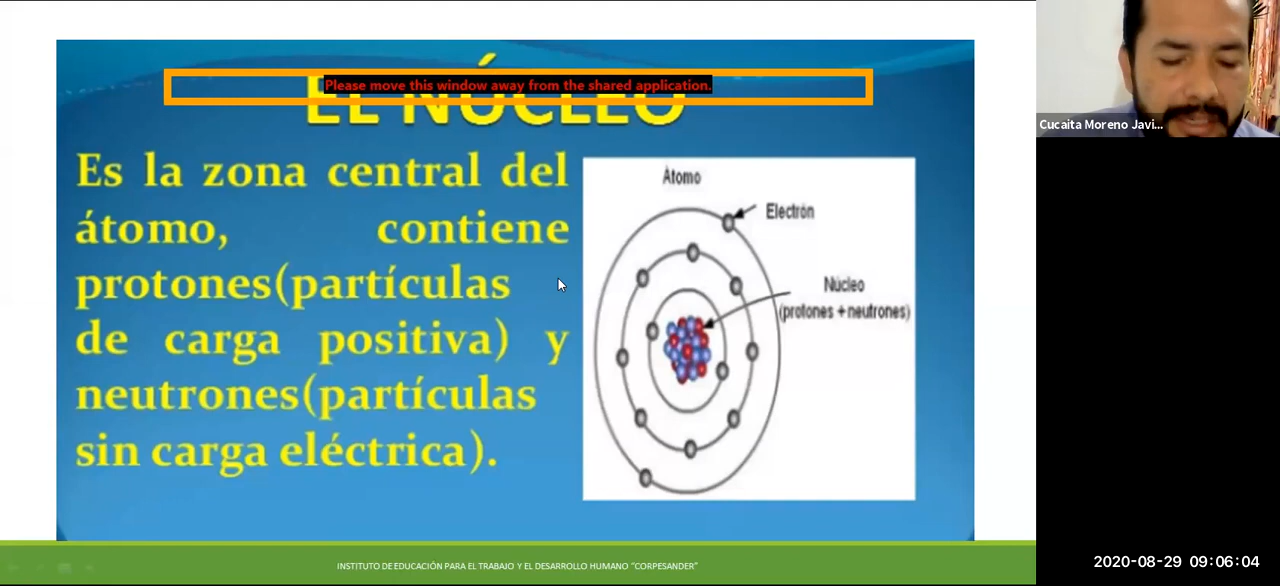 Please move this window away from the shared application.
EL NÚCLEO
Es la zona central del
átomo, contiene
protones(partículas
de carga positiva) y
neutrones(partículas
sin carga eléctrica).
Átomo
Electrón
Núcleo
(protones + neutrones)
Cucaita Moreno Javi...
INSTITUTO DE EDUCACIÓN PARA EL TRABAJO Y EL DESARROLLO HUMANO "CORPESANDER"
2020-08-29 09:06:04